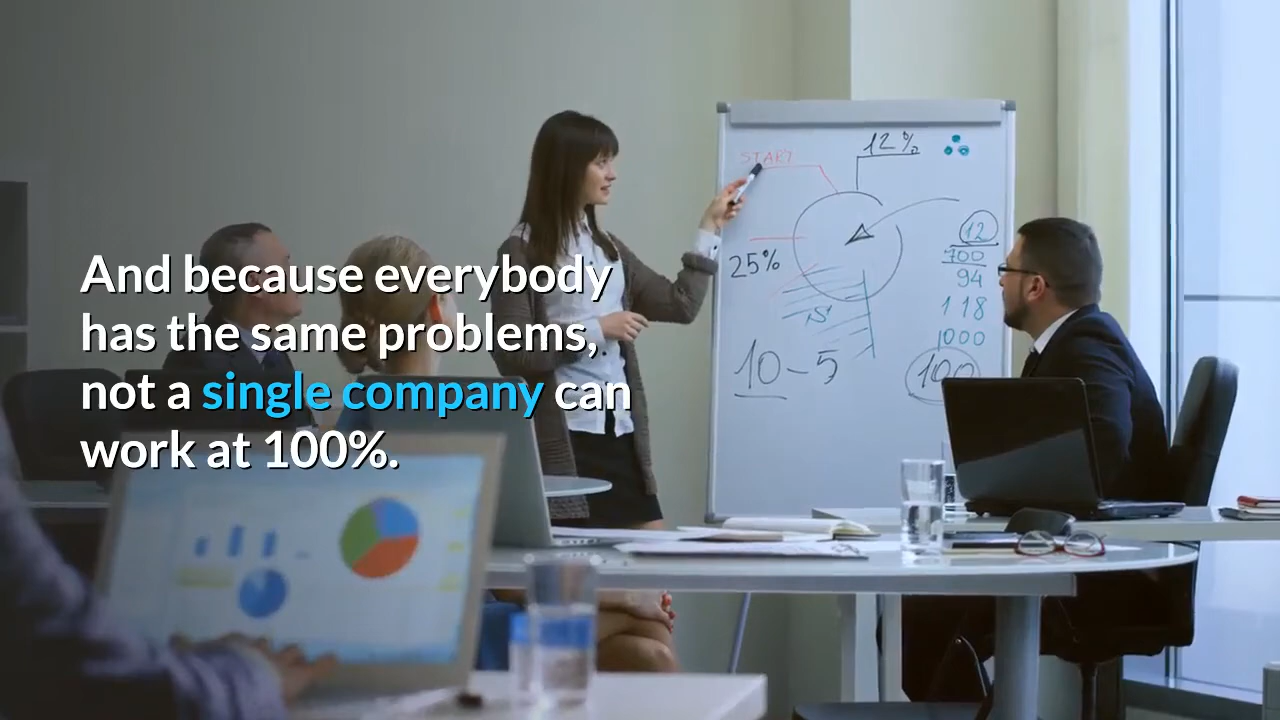 And because everybody
has the same problems,
not a single company can
work at 100%.
START
12%
25%
12
100
94
118
1000
10-5
100